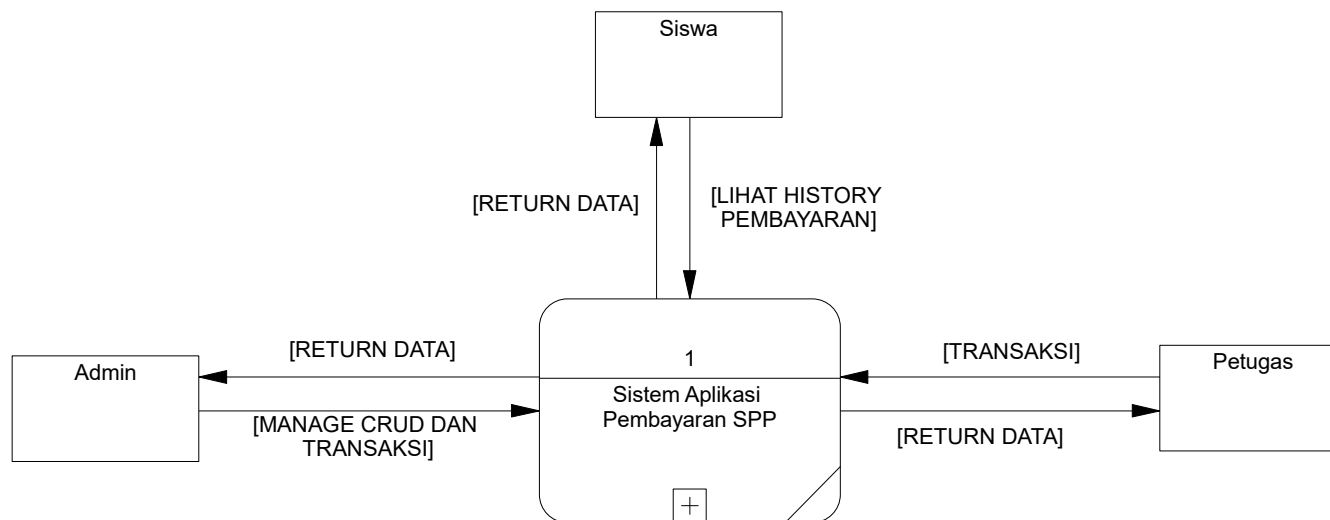 Siswa
[RETURN DATA]
[LIHAT HISTORY
PEMBAYARAN]
[RETURN DATA]
1
[TRANSAKSI]
Admin
Sistem Aplikasi
Pembayaran SPP
Petugas
[MANAGE CRUD DAN
TRANSAKSI]
[RETURN DATA]